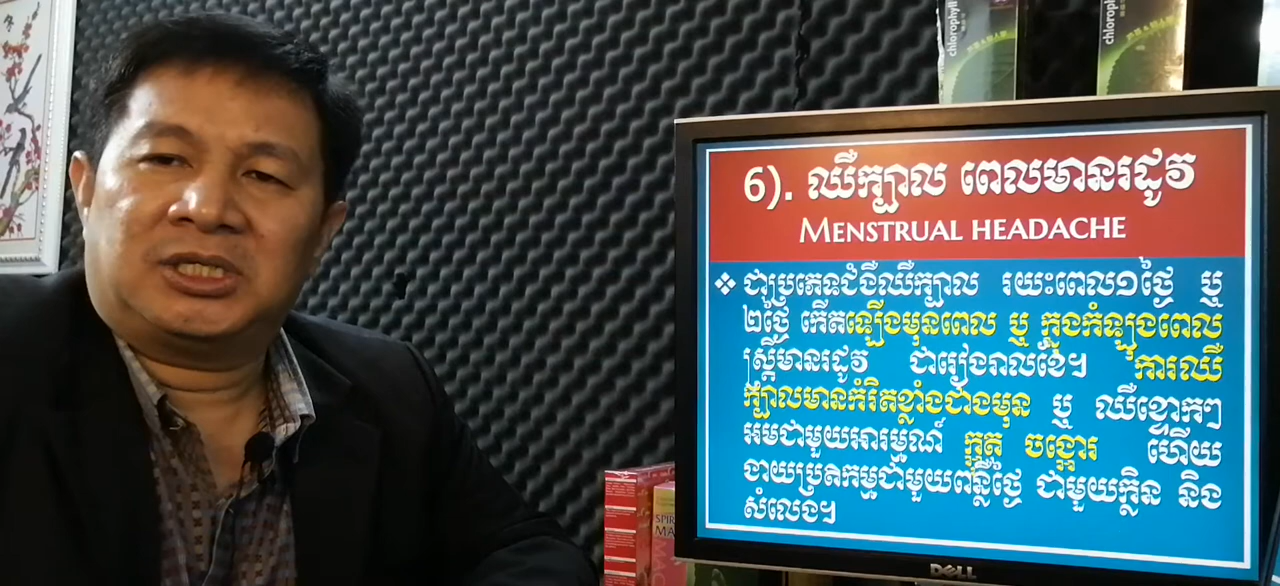 chlorophyll
chlorophyll
6). ឈឺក្បាល ពេលមានរដូវ
MENSTRUAL HEADACHE
❖ ជាប្រភេទជំងឺឈឺក្បាល រយៈពេល១ថ្ងៃ ឬ
២ថ្ងៃ កើតឡើងមុនពេល ឬ ក្នុងកំឡុងពេល
ស្ត្រីមានរដូវ ជារៀងរាលខែ។ ការឈឺ
ក្បាលមានកំរិតខ្លាំងជាងមុន ឬ ឈឺខ្ទោកៗ
អមជាមួយអារម្មណ៍ ក្អួត ចង្អោរ ហើយ
ងាយប្រតិកម្មជាមួយពន្លឺថ្ងៃ ជាមួយក្លិន និង
សំលេង។
DELL